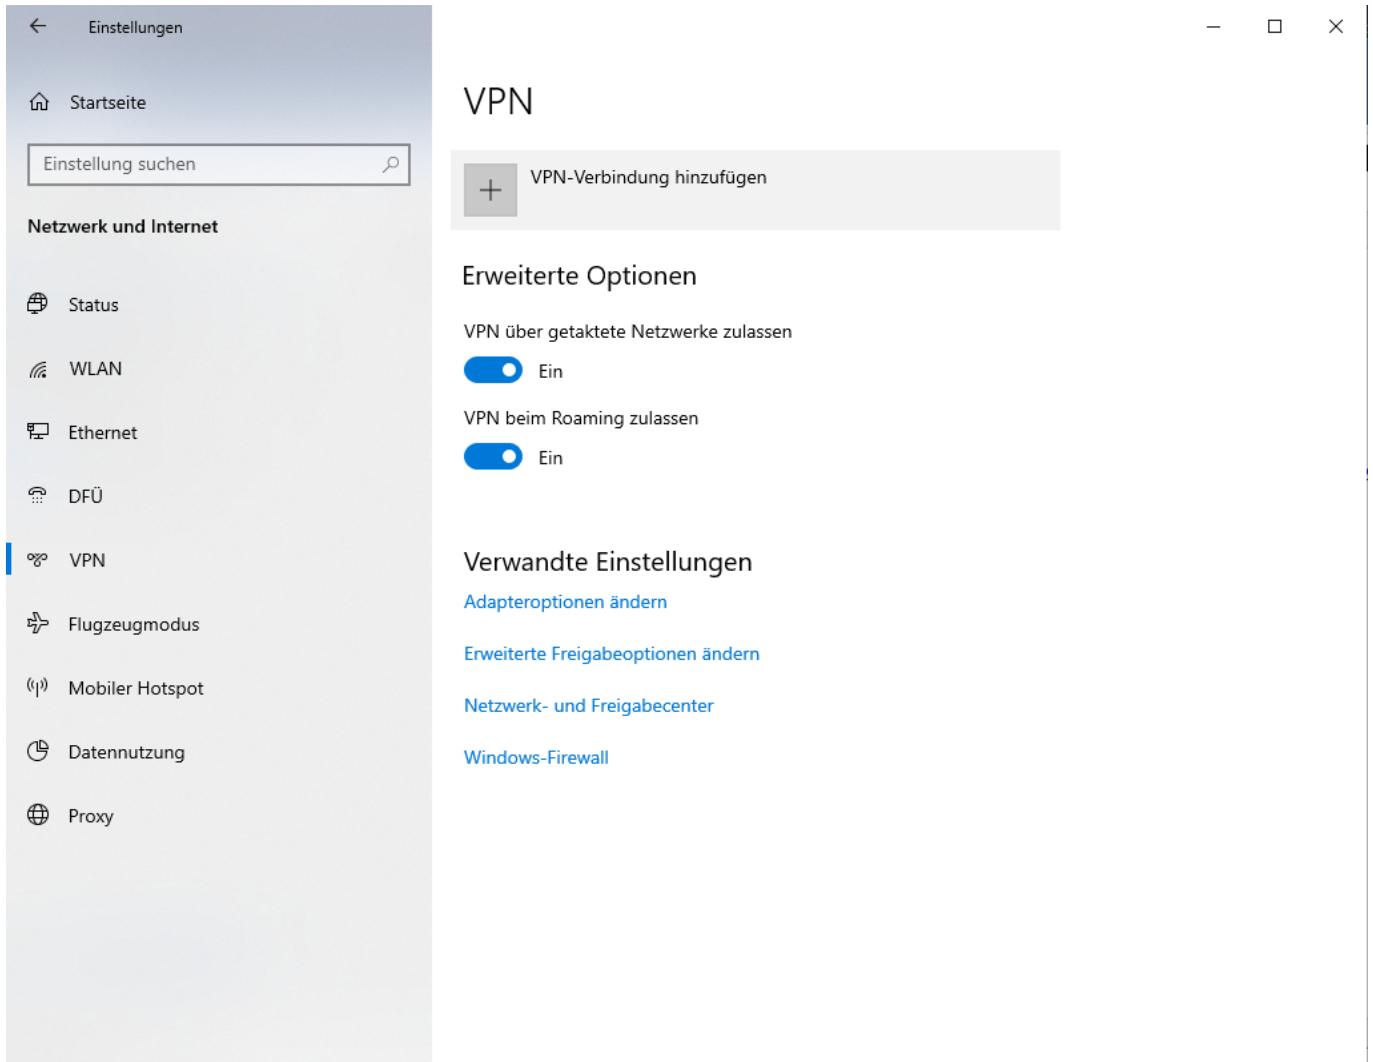 Einstellungen
Startseite
Einstellung suchen
Netzwerk und Internet
Status
WLAN
Ethernet
DFÜ
VPN
Flugzeugmodus
Mobiler Hotspot
Datennutzung
Proxy
VPN
VPN-Verbindung hinzufügen
Erweiterte Optionen
VPN über getaktete Netzwerke zulassen
Ein
VPN beim Roaming zulassen
Ein
Verwandte Einstellungen
Adapteroptionen ändern
Erweiterte Freigabeoptionen ändern
Netzwerk- und Freigabecenter
Windows-Firewall